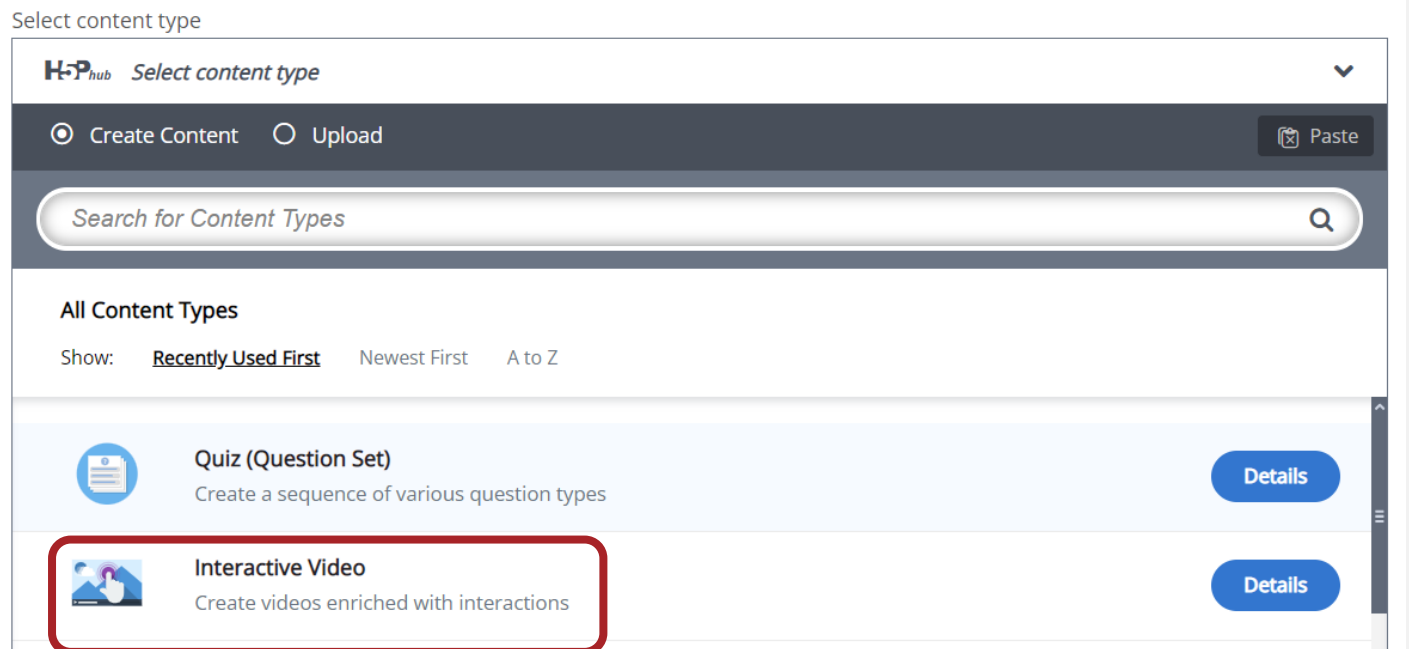 Select content type
H5Phub Select content type
Create Content Upload Paste
Search for Content Types
All Content Types
Show: Recently Used First Newest First A to Z
Quiz (Question Set)
Create a sequence of various question types
Details
Interactive Video
Create videos enriched with interactions
Details